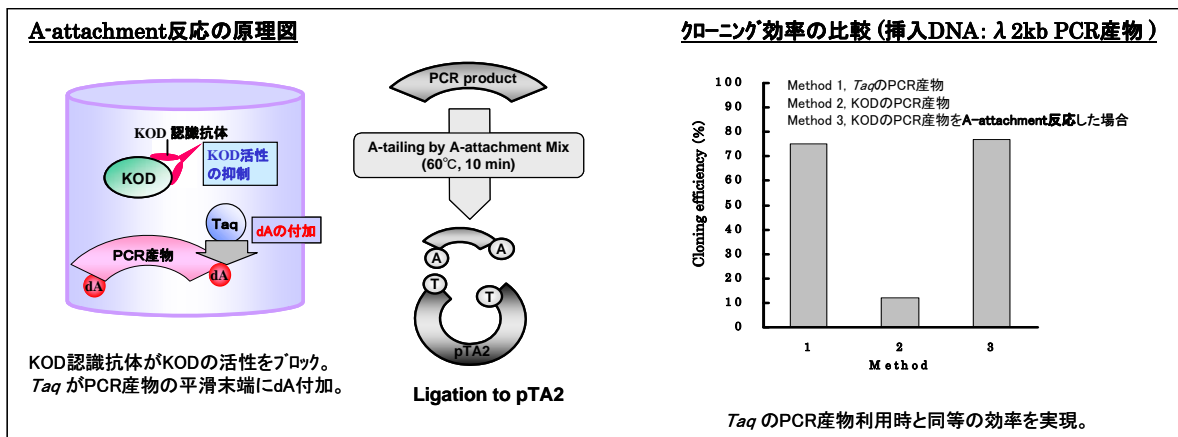 A-attachment反応の原理図
KOD 認識抗体
KOD活性
の抑制
KOD
Taq
dAの付加
PCR産物
dA
dA
KOD認識抗体がKODの活性をブロック。
Taq がPCR産物の平滑末端にdA付加。
PCR product
A-tailing by A-attachment Mix
(60℃, 10 min)
A
A
T
T
pTA2
Ligation to pTA2
クローニング効率の比較 (挿入DNA: λ 2kb PCR産物 )
Method 1, TaqのPCR産物
Method 2, KODのPCR産物
Method 3, KODのPCR産物をA-attachment反応した場合
Cloning efficiency (%)
100
90
80
70
60
50
40
30
20
10
0
1 2 3
Method
Taq のPCR産物利用時と同等の効率を実現。